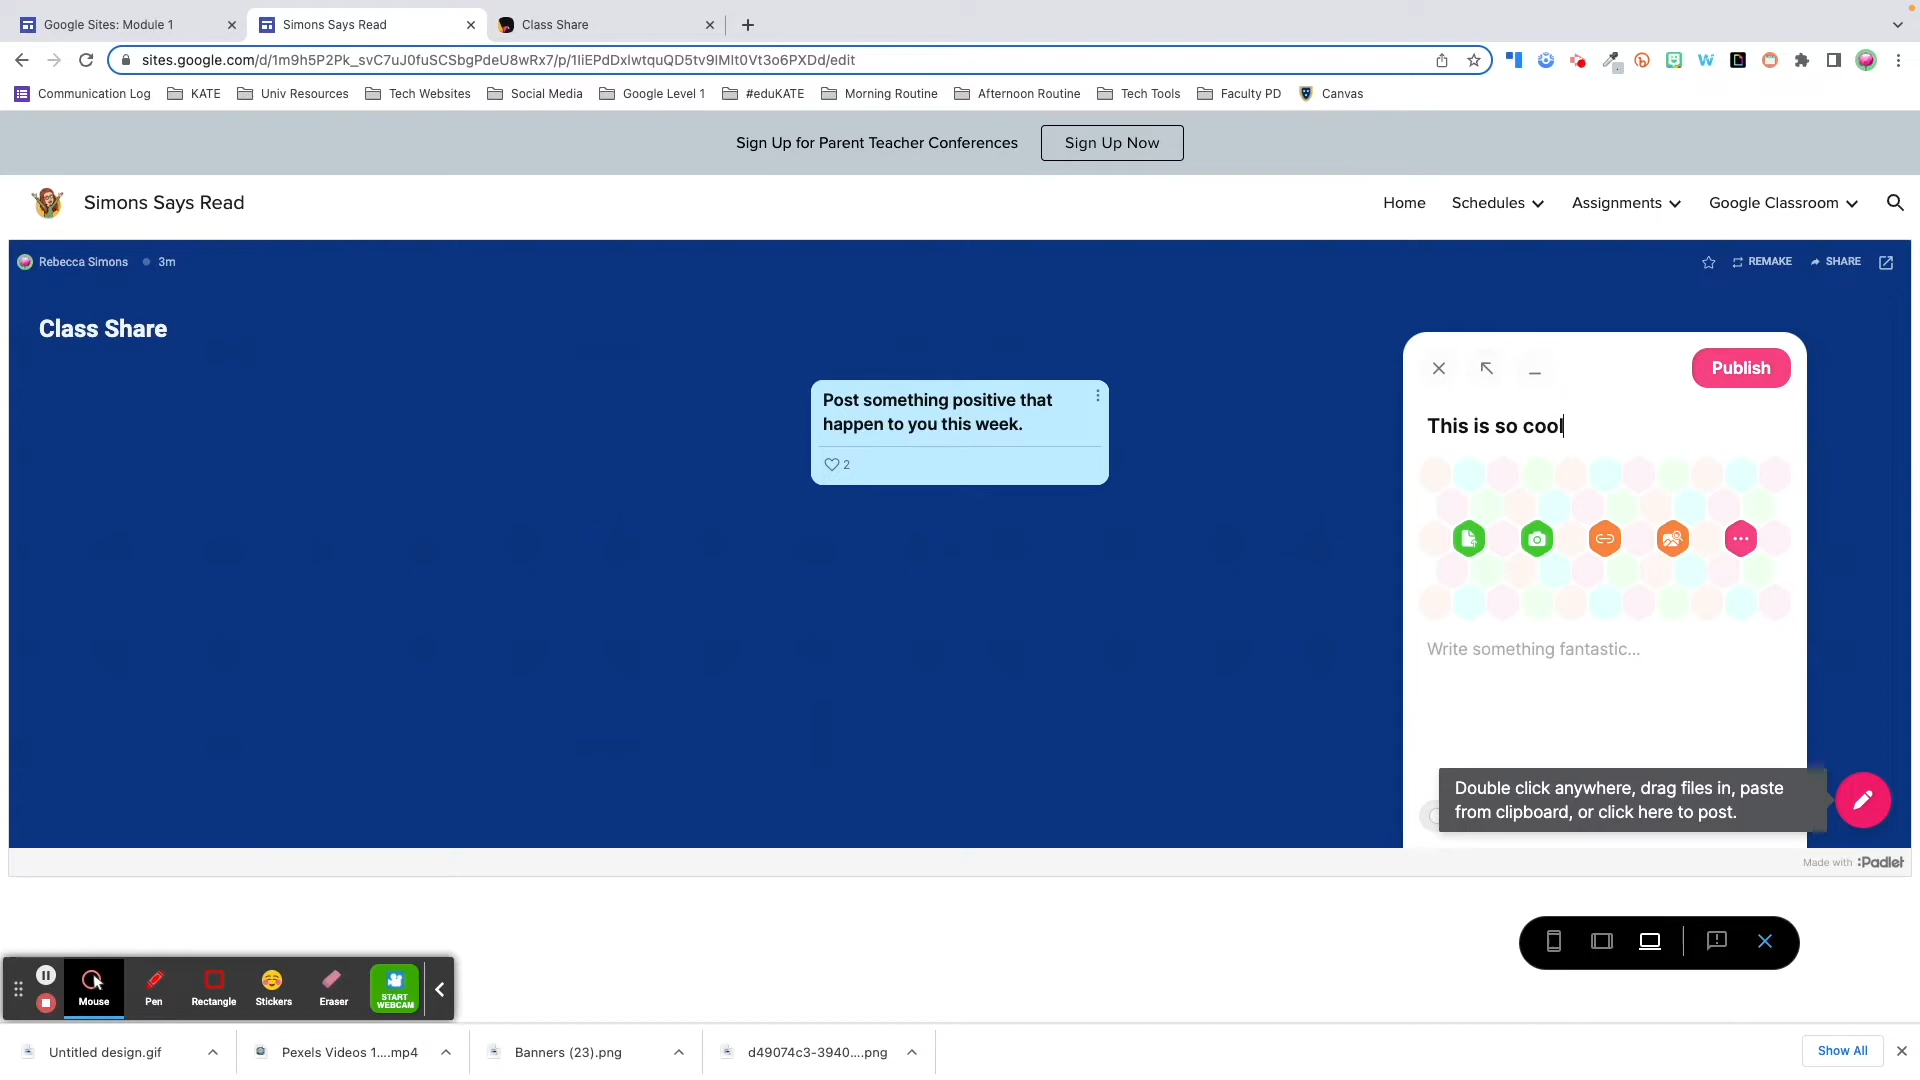 Google Sites: Module 1
Simons Says Read
Class Share
sites.google.com/d/1m9h5P2Pk_svC7uJ0fuSCSbgPdeU8wRx7/p/1IiEPdDxIwtquQD5tv9IMIt0Vt3o6PXDd/edit
Communication Log
KATE
Univ Resources
Tech Websites
Social Media
Google Level 1
#eduKATE
Morning Routine
Afternoon Routine
Tech Tools
Faculty PD
Canvas
Sign Up for Parent Teacher Conferences
Sign Up Now
Simons Says Read
Home
Schedules
Assignments
Google Classroom
Rebecca Simons
3m
REMAKE
SHARE
Class Share
Post something positive that
happen to you this week.
2
Publish
This is so cool
Write something fantastic...
Double click anywhere, drag files in, paste
from clipboard, or click here to post.
Made with :Padlet
Mouse
Pen
Rectangle
Stickers
Eraser
START
WEBCAM
Untitled design.gif
Pexels Videos 1....mp4
Banners (23).png
d49074c3-3940....png
Show All